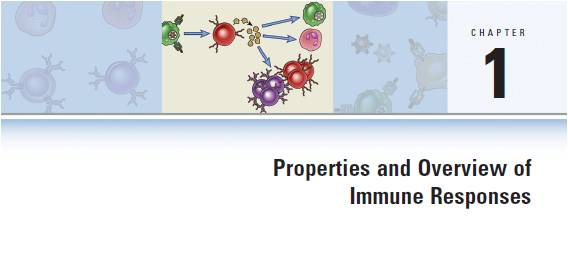 CHAPTER
1
Properties and Overview of
Immune Responses